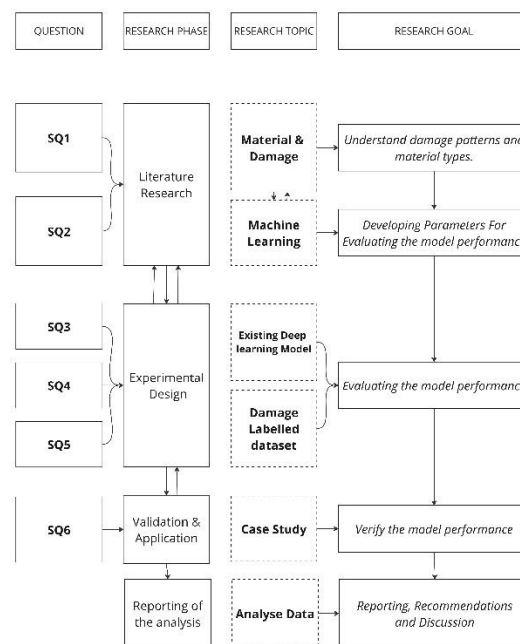 QUESTION
RESEARCH PHASE
RESEARCH TOPIC
RESEARCH GOAL
SQ1
SQ2
Literature
Research
Material &
Damage
Machine
Learning
Understand damage patterns and
material types.
Developing Parameters For
Evaluating the model performanc
SQ3
SQ4
SQ5
Experimental
Design
Existing Deep
learning Model
Damage
Labelled
dataset
Evaluating the model performanc
SQ6
Validation &
Application
Case Study
Verify the model performance
Reporting of
the analysis
Analyse Data
Reporting, Recommendations
and Discussion